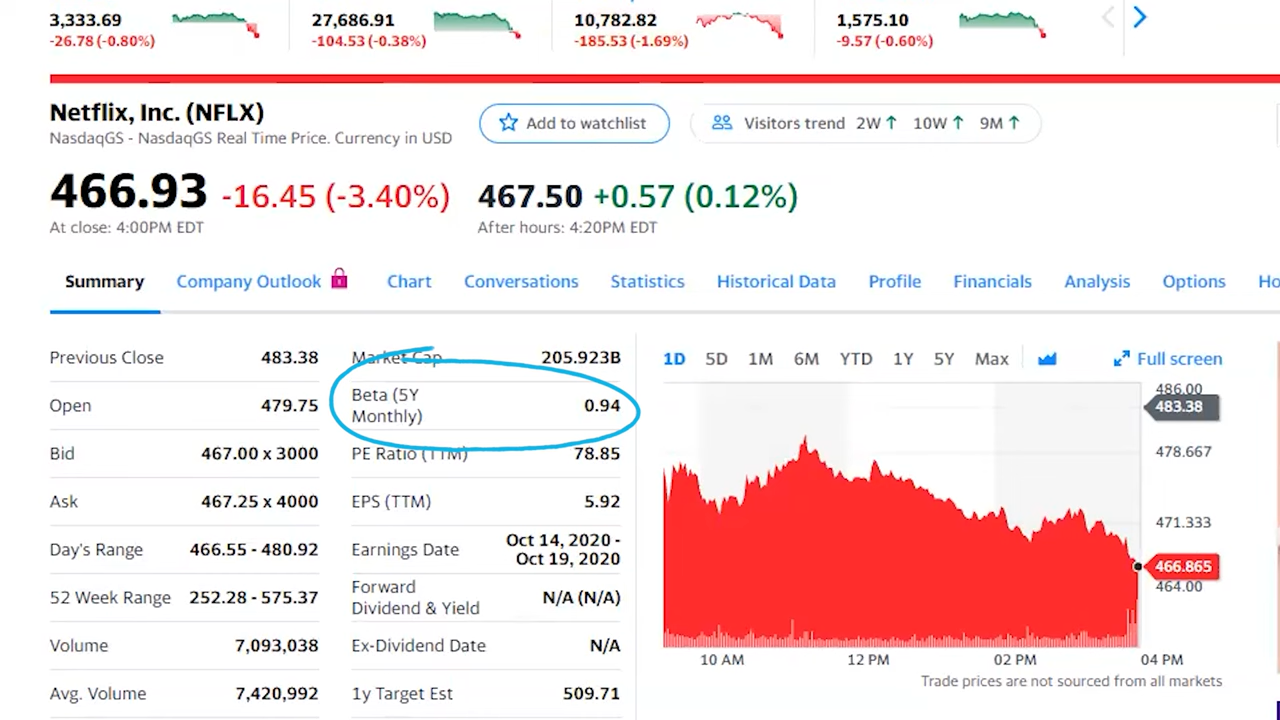 3,333.69 27,686.91 10,782.82 1,575.10
-26.78 (-0.80%) -104.53 (-0.38%) -185.53 (-1.69%) -9.57 (-0.60%)
Netflix, Inc. (NFLX)
NasdaqGS - NasdaqGS Real Time Price. Currency in USD
Add to watchlist
Visitors trend 2W↑ 10W↑ 9M↑
466.93 -16.45 (-3.40%) 467.50 +0.57 (0.12%)
At close: 4:00PM EDT After hours: 4:20PM EDT
Summary Company Outlook Chart Conversations Statistics Historical Data Profile Financials Analysis Options Ho
Previous Close 483.38
Open 479.75
Bid 467.00 x 3000
Ask 467.25 x 4000
Day's Range 466.55 - 480.92
52 Week Range 252.28 - 575.37
Volume 7,093,038
Avg. Volume 7,420,992
Market Cap 205.923B
Beta (5Y
Monthly) 0.94
PE Ratio (TTM) 78.85
EPS (TTM) 5.92
Earnings Date Oct 14, 2020 -
Oct 19, 2020
Forward
Dividend & Yield N/A (N/A)
Ex-Dividend Date N/A
1y Target Est 509.71
1D 5D 1M 6M YTD 1Y 5Y Max Full screen
486.00
483.38
478.667
471.333
466.865
464.00
10 AM 12 PM 02 PM 04 PM
Trade prices are not sourced from all markets